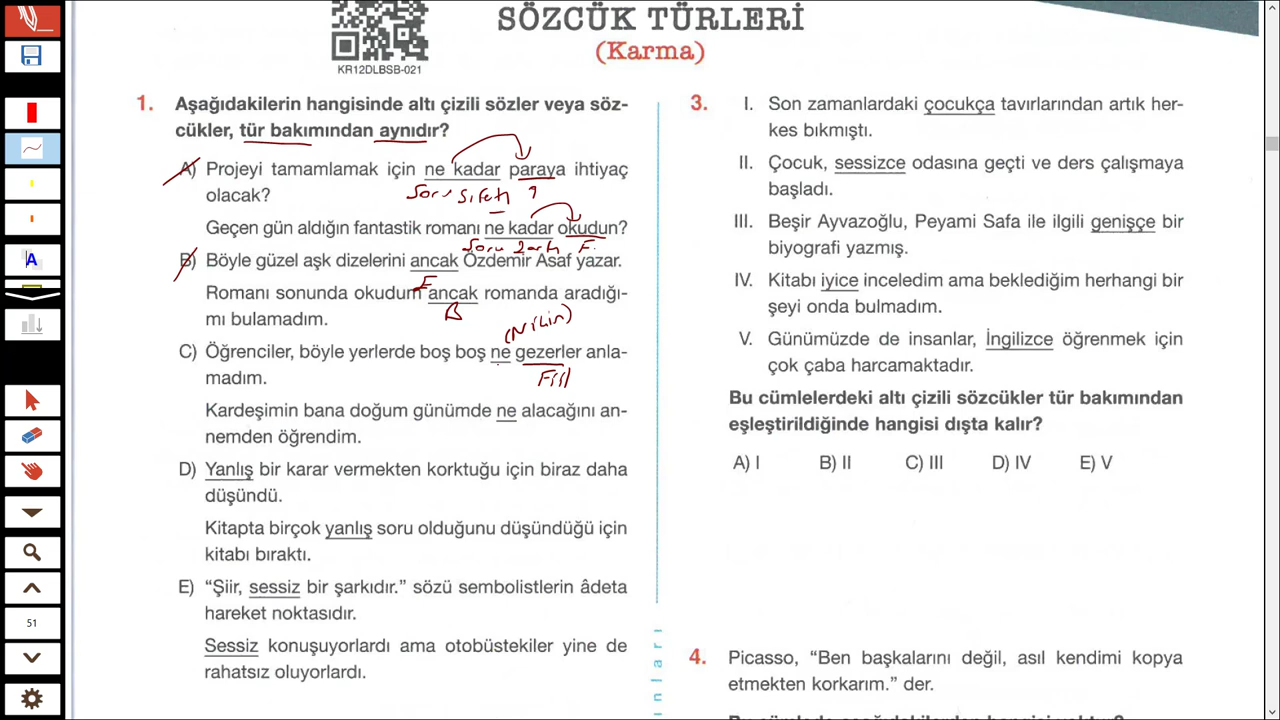 SÖZCÜK TÜRLERİ
(Karma)
KR12DLBSB-021
1. Aşağıdakilerin hangisinde altı çizili sözler veya söz-
cükler, tür bakımından aynıdır?
A) Projeyi tamamlamak için ne kadar paraya ihtiyaç
olacak?
Soru Sıfatı
Geçen gün aldığın fantastik romanı ne kadar okudun?
Soru Zarfı F.
B) Böyle güzel aşk dizelerini ancak Özdemir Asaf yazar.
E
Romanı sonunda okudum ancak romanda aradığı-
B
mı bulamadım.
(Niçin)
C) Öğrenciler, böyle yerlerde boş boş ne gezerler anla-
madım.
Fiil
Kardeşimin bana doğum günümde ne alacağını an-
nemden öğrendim.
D) Yanlış bir karar vermekten korktuğu için biraz daha
düşündü.
Kitapta birçok yanlış soru olduğunu düşündüğü için
kitabı bıraktı.
E) “Şiir, sessiz bir şarkıdır.” sözü sembolistlerin âdeta
hareket noktasıdır.
Sessiz konuşuyorlardı ama otobüstekiler yine de
rahatsız oluyorlardı.
3. I. Son zamanlardaki çocukça tavırlarından artık her-
kes bıkmıştı.
II. Çocuk, sessizce odasına geçti ve ders çalışmaya
başladı.
III. Beşir Ayvazoğlu, Peyami Safa ile ilgili genişçe bir
biyografi yazmış.
IV. Kitabı iyice inceledim ama beklediğim herhangi bir
şeyi onda bulmadım.
V. Günümüzde de insanlar, İngilizce öğrenmek için
çok çaba harcamaktadır.
Bu cümlelerdeki altı çizili sözcükler tür bakımından
eşleştirildiğinde hangisi dışta kalır?
A) I B) II C) III D) IV E) V
4. Picasso, “Ben başkalarını değil, asıl kendimi kopya
etmekten korkarım.” der.
A
51